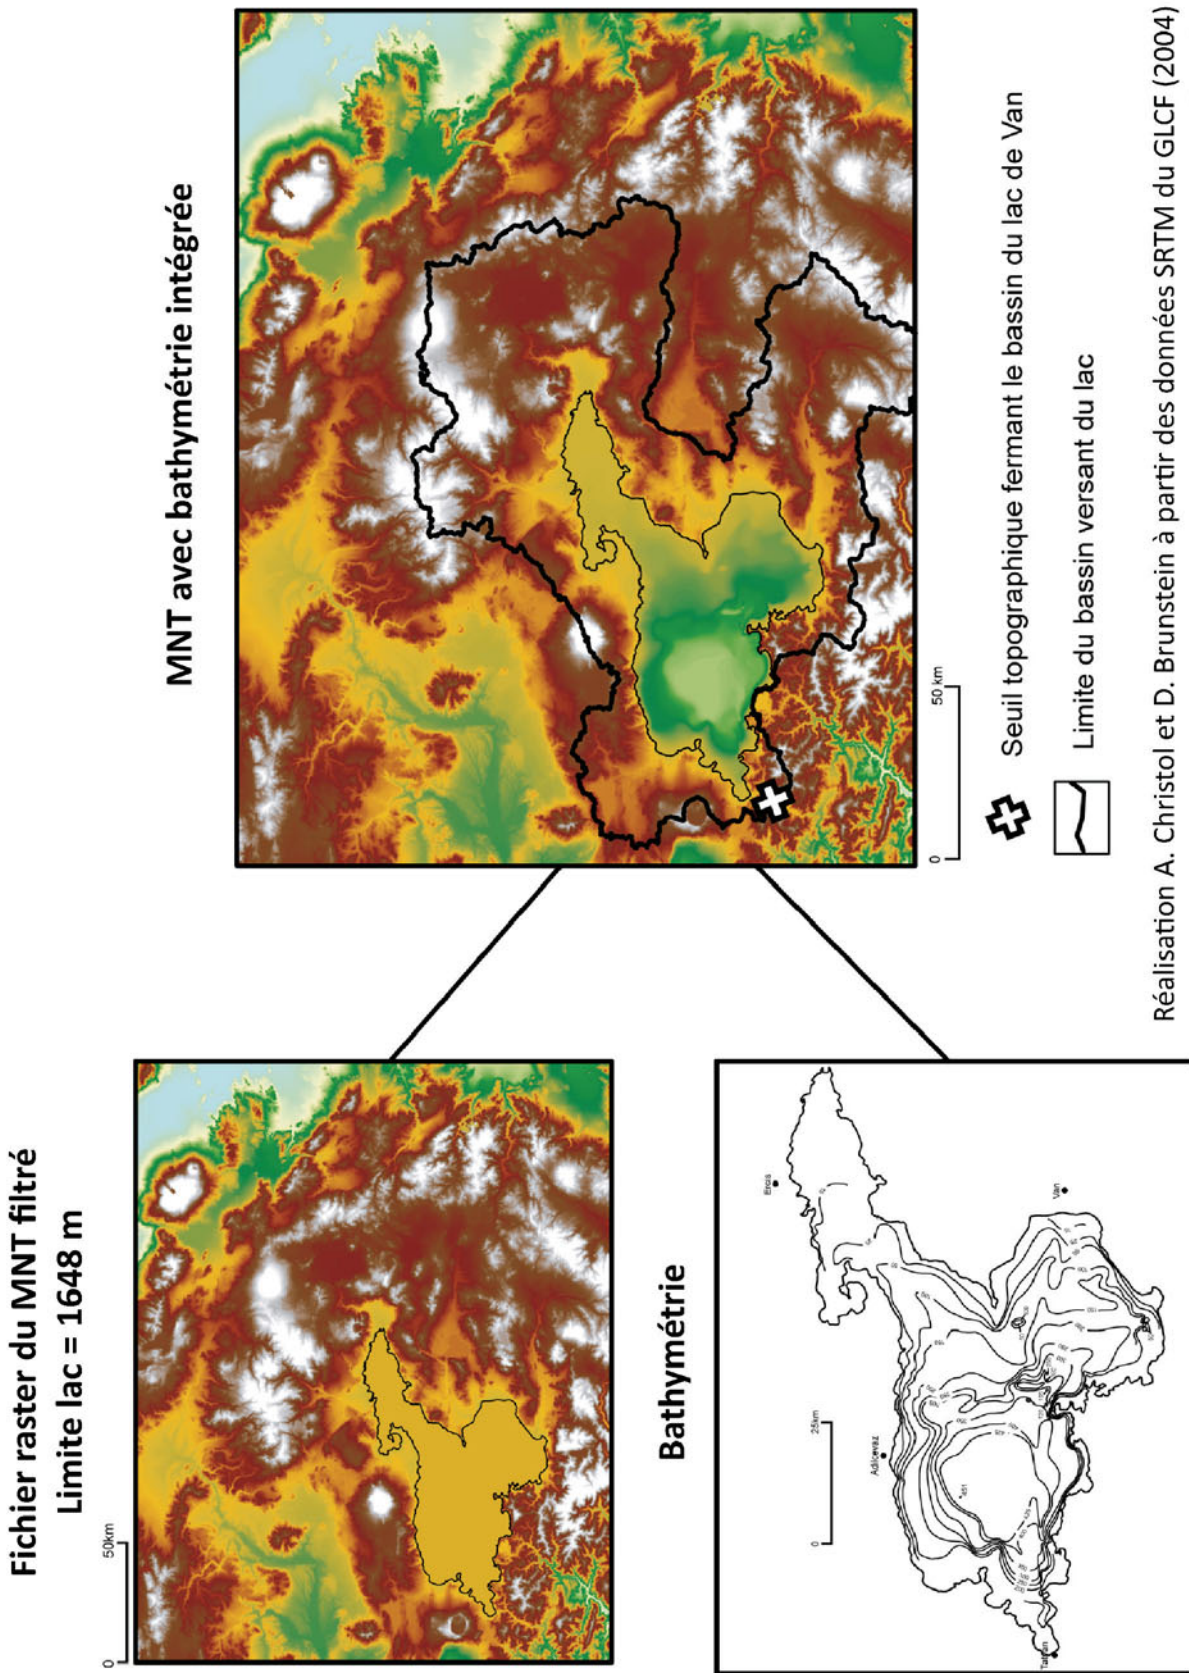 Fichier raster du MNT filtré
Limite lac = 1648 m
0
50km
Bathymétrie
0
25km
Erciş
Adilcevaz
Van
Tatvan
451
MNT avec bathymétrie intégrée
0
50 km
Seuil topographique fermant le bassin du lac de Van
Limite du bassin versant du lac
Réalisation A. Christol et D. Brunstein à partir des données SRTM du GLCF (2004)